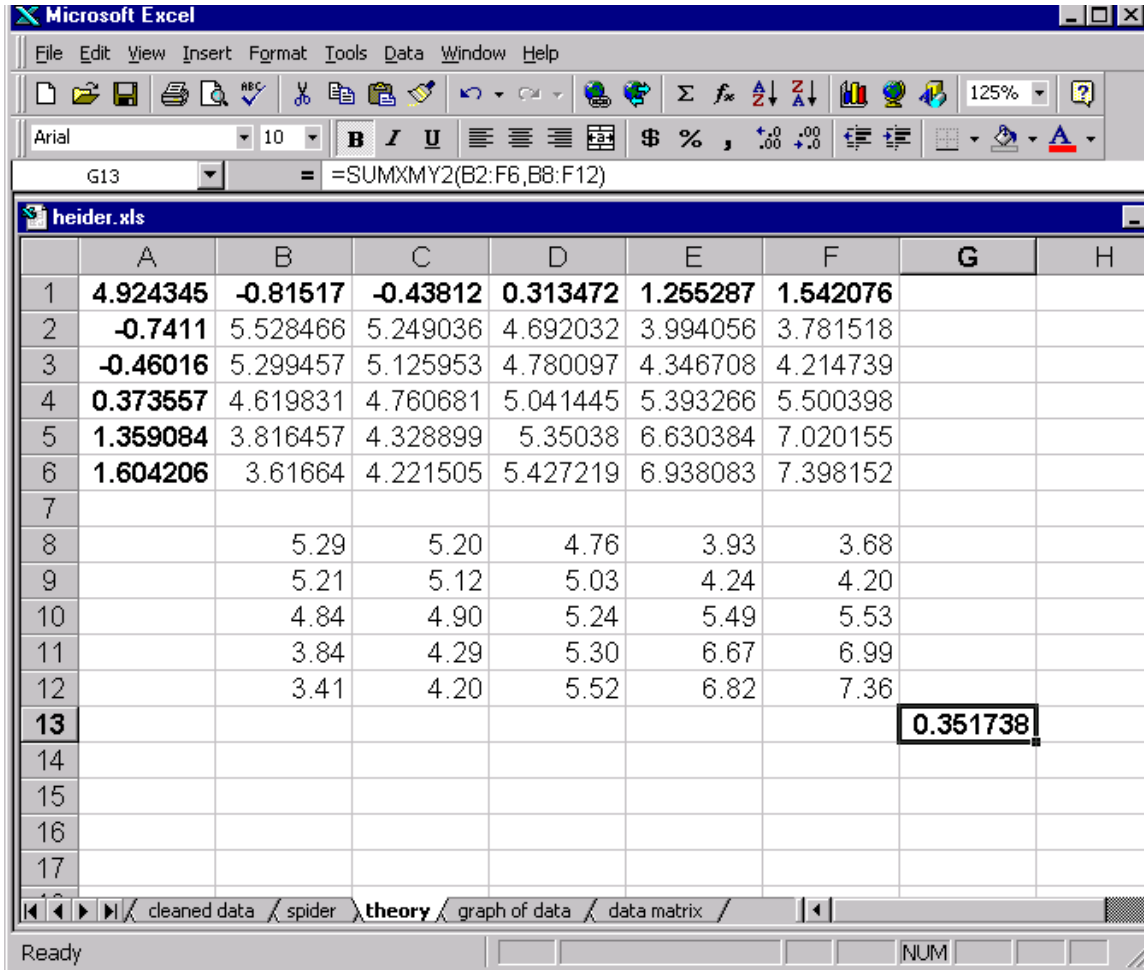 Microsoft Excel
File Edit View Insert Format Tools Data Window Help
ABC Σ fx A Z Z A 125% ?
Arial 10 B I U $ % , .0 .00 .00 .0 A
G13 = =SUMXMY2(B2:F6,B8:F12)
heider.xls
A B C D E F G H
1 4.924345 -0.81517 -0.43812 0.313472 1.255287 1.542076
2 -0.7411 5.528466 5.249036 4.692032 3.994056 3.781518
3 -0.46016 5.299457 5.125953 4.780097 4.346708 4.214739
4 0.373557 4.619831 4.760681 5.041445 5.393266 5.500398
5 1.359084 3.816457 4.328899 5.35038 6.630384 7.020155
6 1.604206 3.61664 4.221505 5.427219 6.938083 7.398152
7
8 5.29 5.20 4.76 3.93 3.68
9 5.21 5.12 5.03 4.24 4.20
10 4.84 4.90 5.24 5.49 5.53
11 3.84 4.29 5.30 6.67 6.99
12 3.41 4.20 5.52 6.82 7.36
13 0.351738
14
15
16
17
cleaned data spider theory graph of data data matrix
Ready NUM